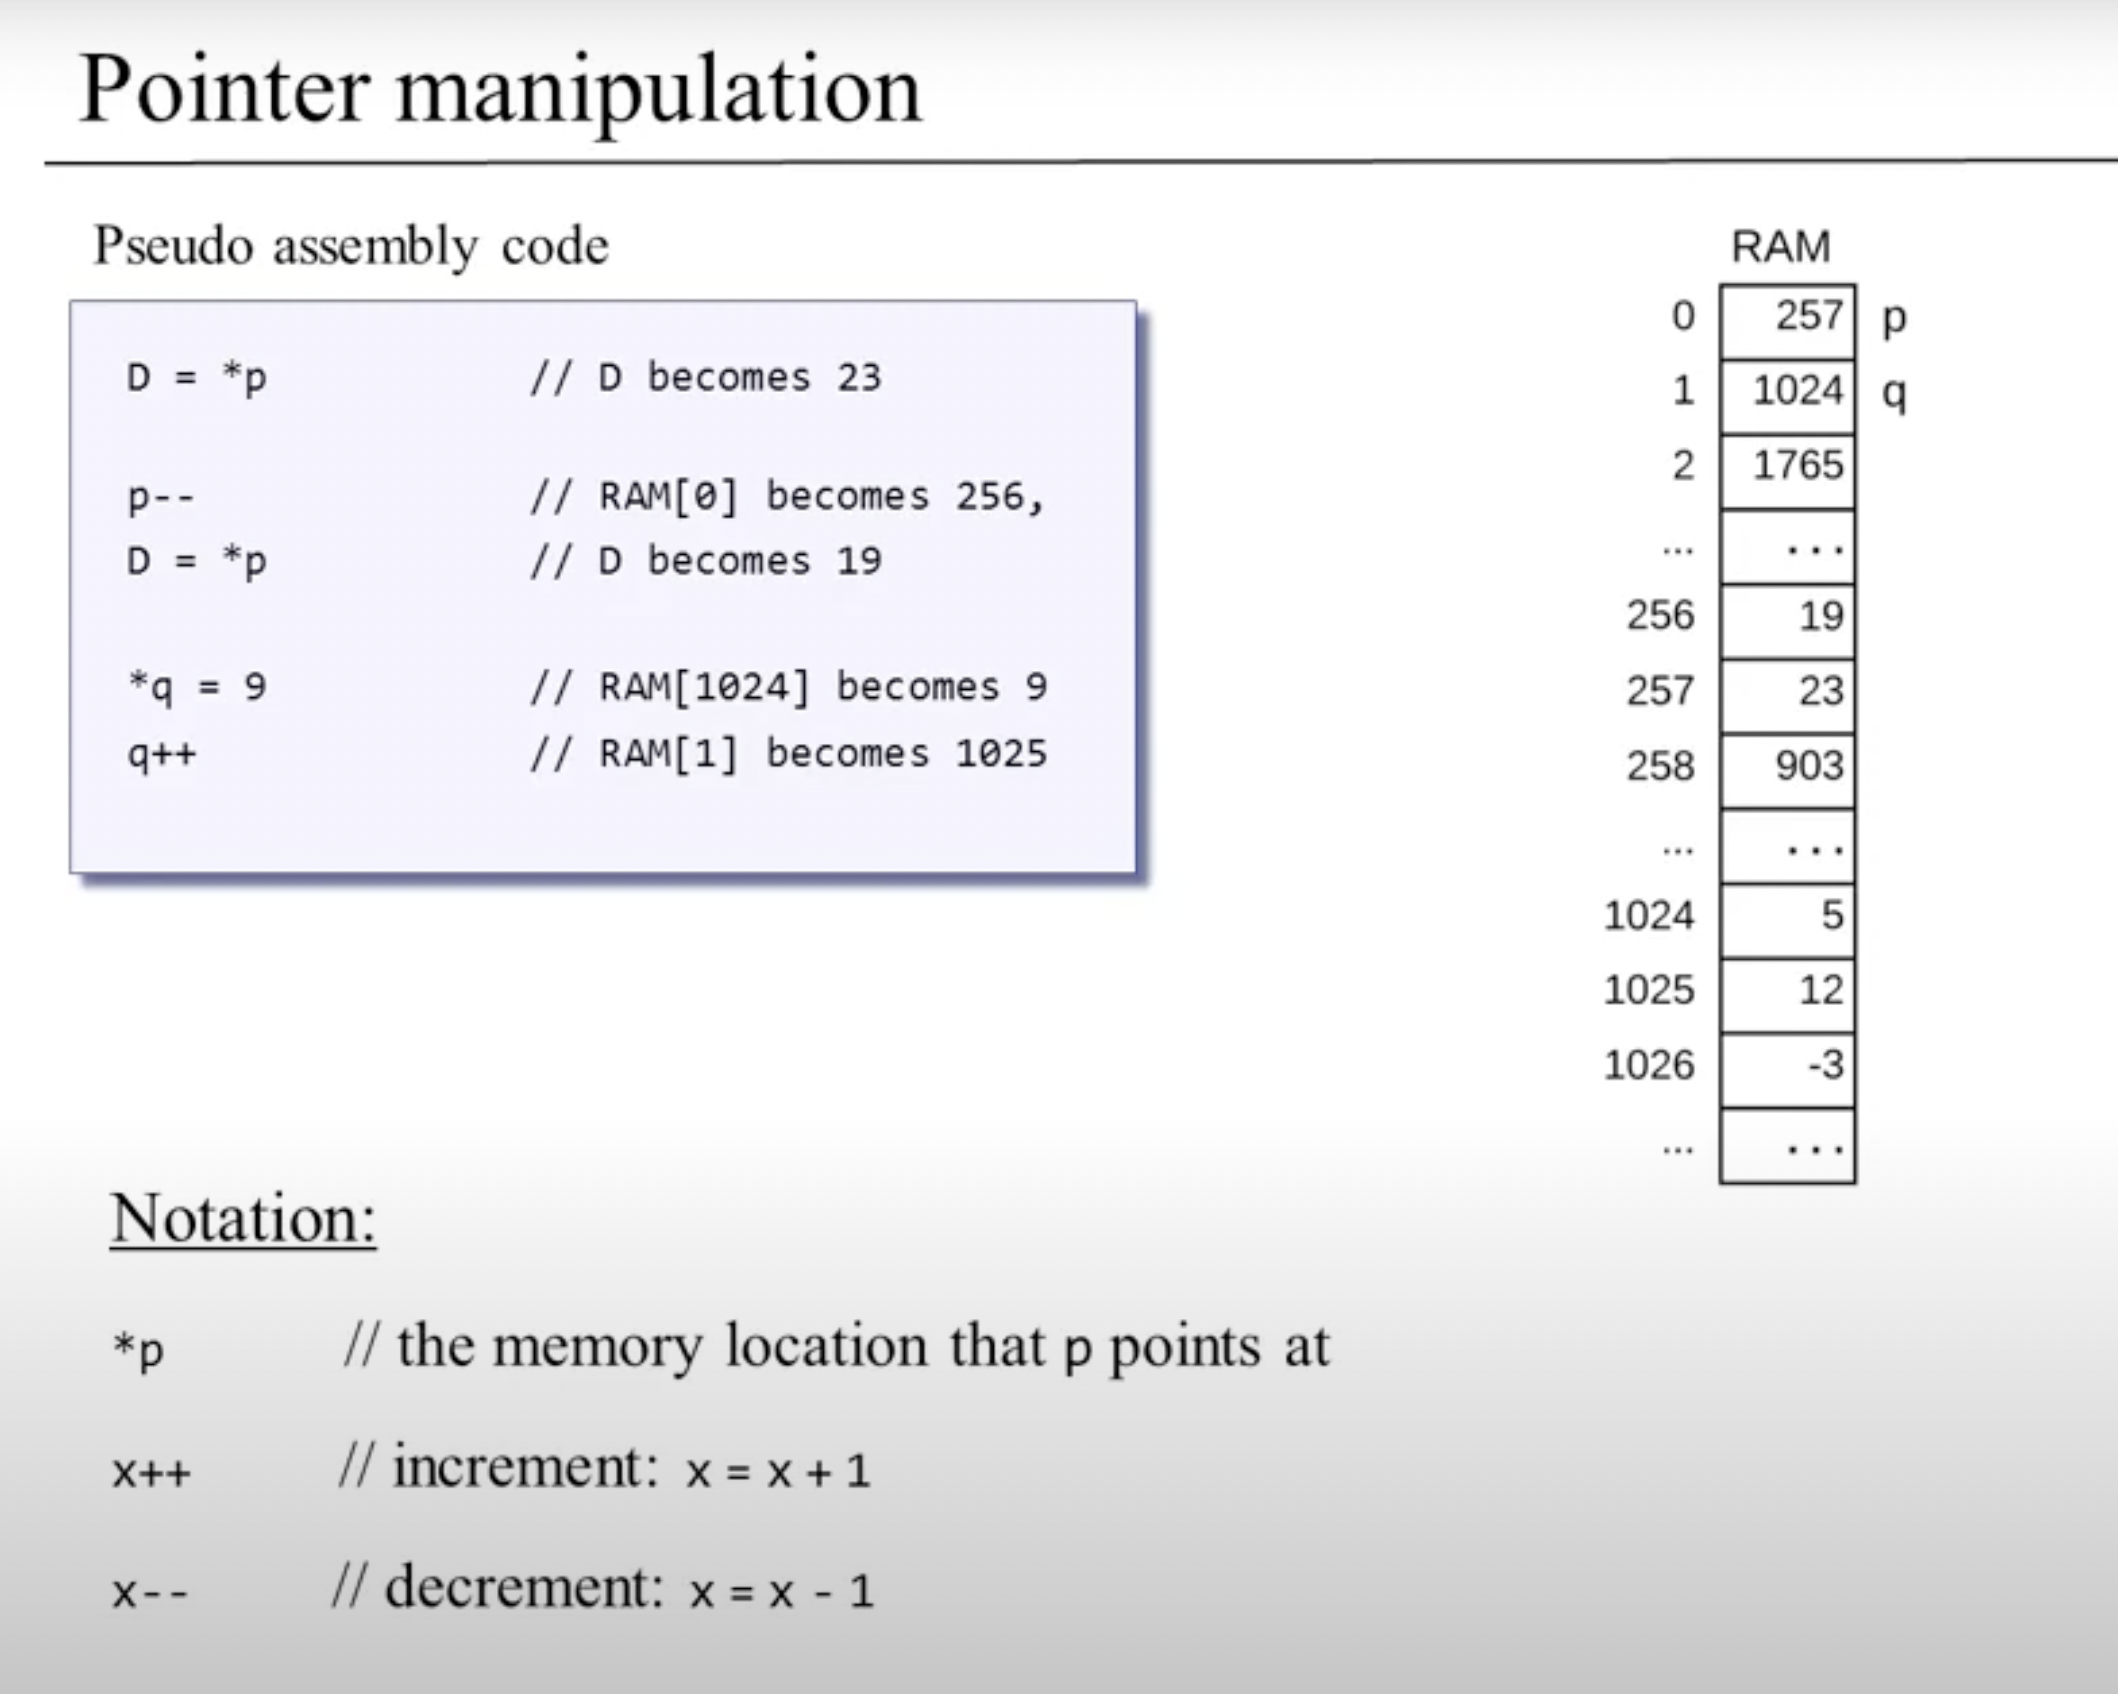 Pointer manipulation
Pseudo assembly code
D = *p // D becomes 23
p-- // RAM[0] becomes 256,
D = *p // D becomes 19
*q = 9 // RAM[1024] becomes 9
q++ // RAM[1] becomes 1025
RAM
0 257 p
1 1024 q
2 1765
... ...
256 19
257 23
258 903
... ...
1024 5
1025 12
1026 -3
... ...
Notation:
*p // the memory location that p points at
x++ // increment: x = x + 1
x-- // decrement: x = x - 1